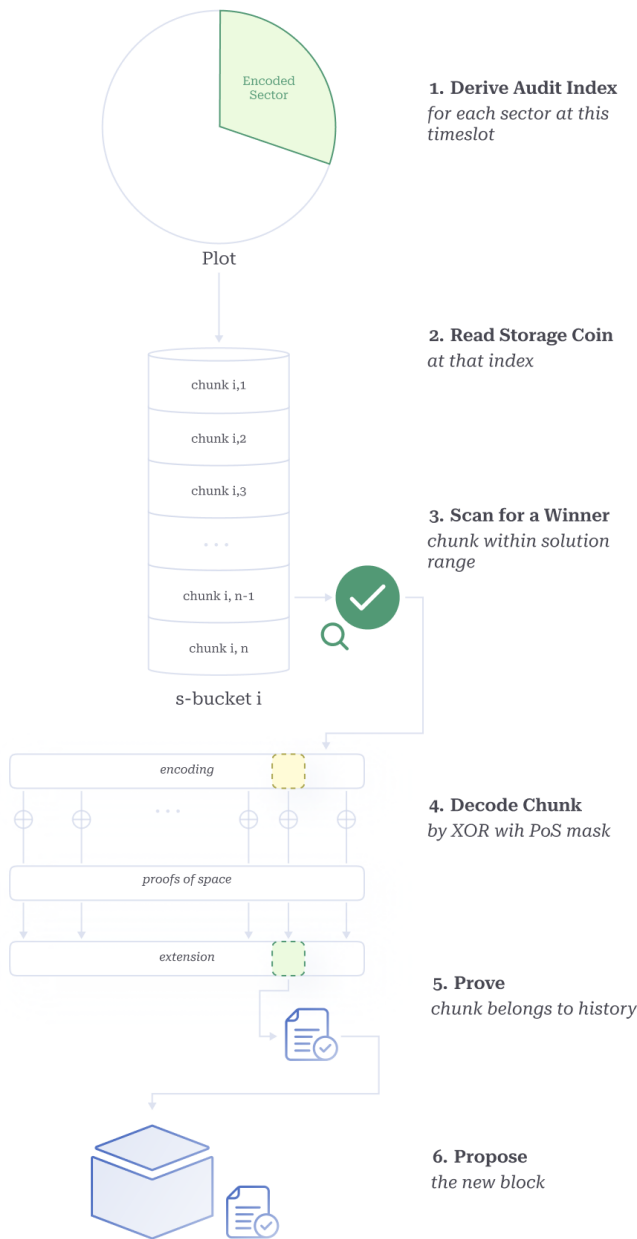 Encoded
Sector
1. Derive Audit Index
for each sector at this
timeslot
Plot
2. Read Storage Coin
at that index
chunk i,1
chunk i,2
chunk i,3
...
chunk i, n-1
chunk i, n
s-bucket i
3. Scan for a Winner
chunk within solution
range
encoding
...
proofs of space
extension
4. Decode Chunk
by XOR wih PoS mask
5. Prove
chunk belongs to history
6. Propose
the new block